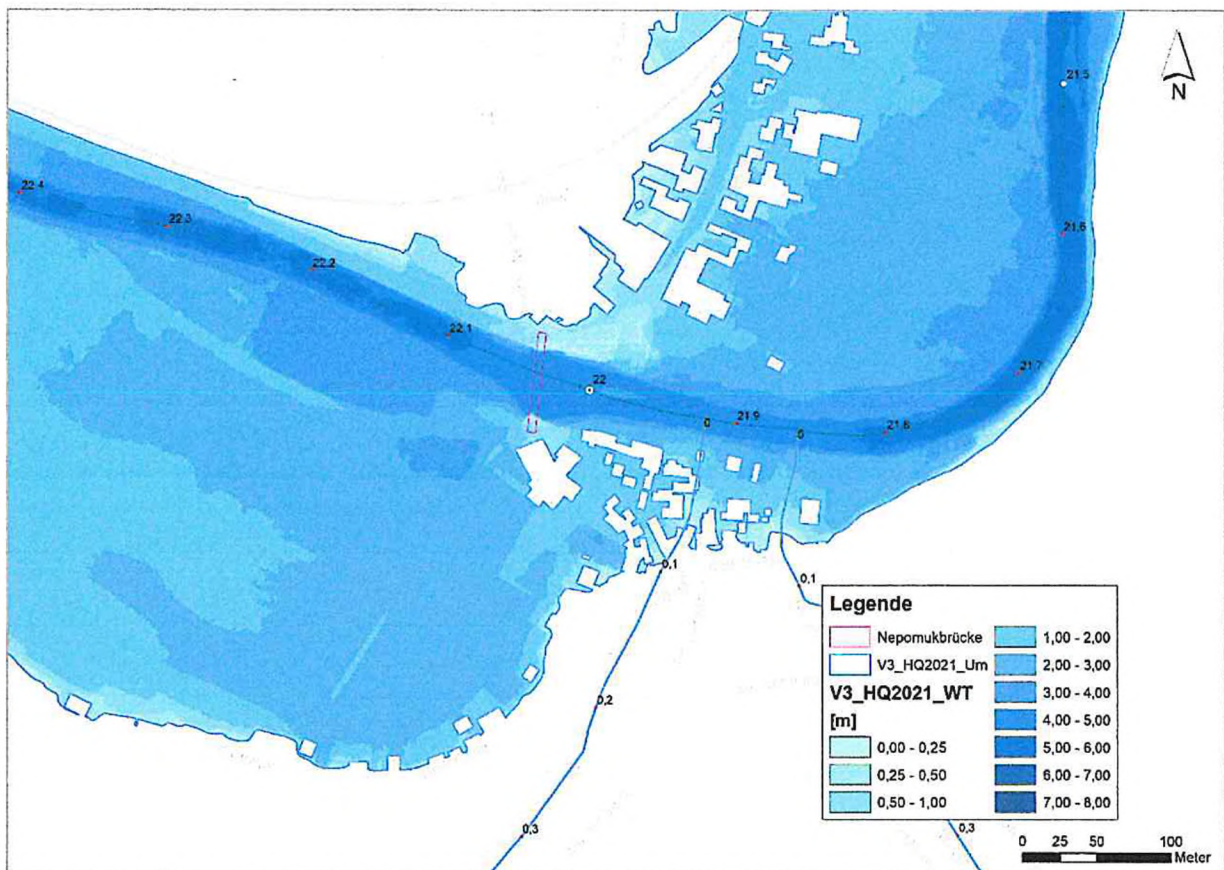 N
21.5
22.4
22.3
21.6
22.2
22.1
21.7
22
0
21.9
0
21.8
0,1
0,1
0,2
0,3
0,3
Legende
Nepomukbrücke
V3_HQ2021_Um
V3_HQ2021_WT
[m]
0,00 - 0,25
0,25 - 0,50
0,50 - 1,00
1,00 - 2,00
2,00 - 3,00
3,00 - 4,00
4,00 - 5,00
5,00 - 6,00
6,00 - 7,00
7,00 - 8,00
0 25 50 100
Meter